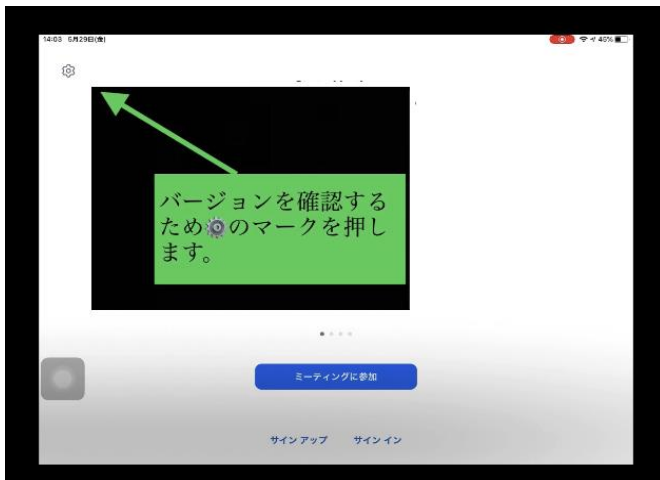 14:03 5月29日(金)
45%
バージョンを確認する
ため⚙のマークを押し
ます。
ミーティングに参加
サイン アップ サイン イン